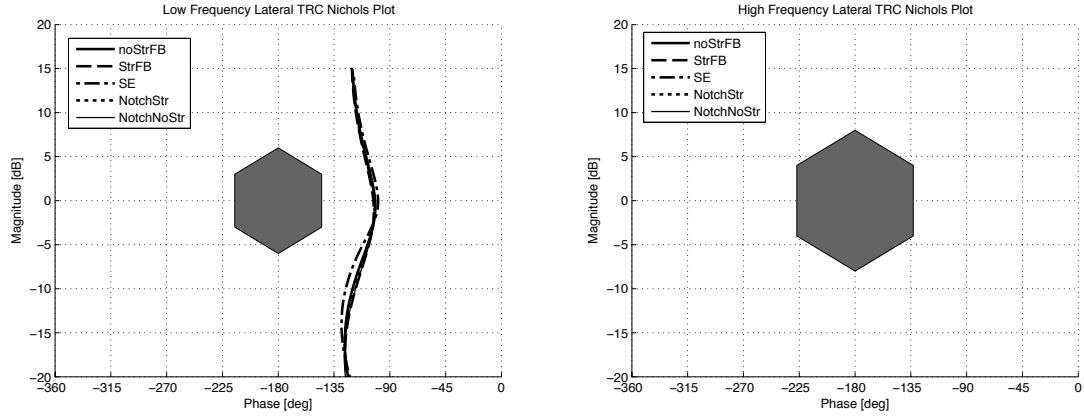 Low Frequency Lateral TRC Nichols Plot
20
15
10
5
0
−5
−10
−15
−20
Magnitude [dB]
noStrFB
StrFB
SE
NotchStr
NotchNoStr
−360 −315 −270 −225 −180 −135 −90 −45 0
Phase [deg]
High Frequency Lateral TRC Nichols Plot
20
15
10
5
0
−5
−10
−15
−20
Magnitude [dB]
noStrFB
StrFB
SE
NotchStr
NotchNoStr
−360 −315 −270 −225 −180 −135 −90 −45 0
Phase [deg]